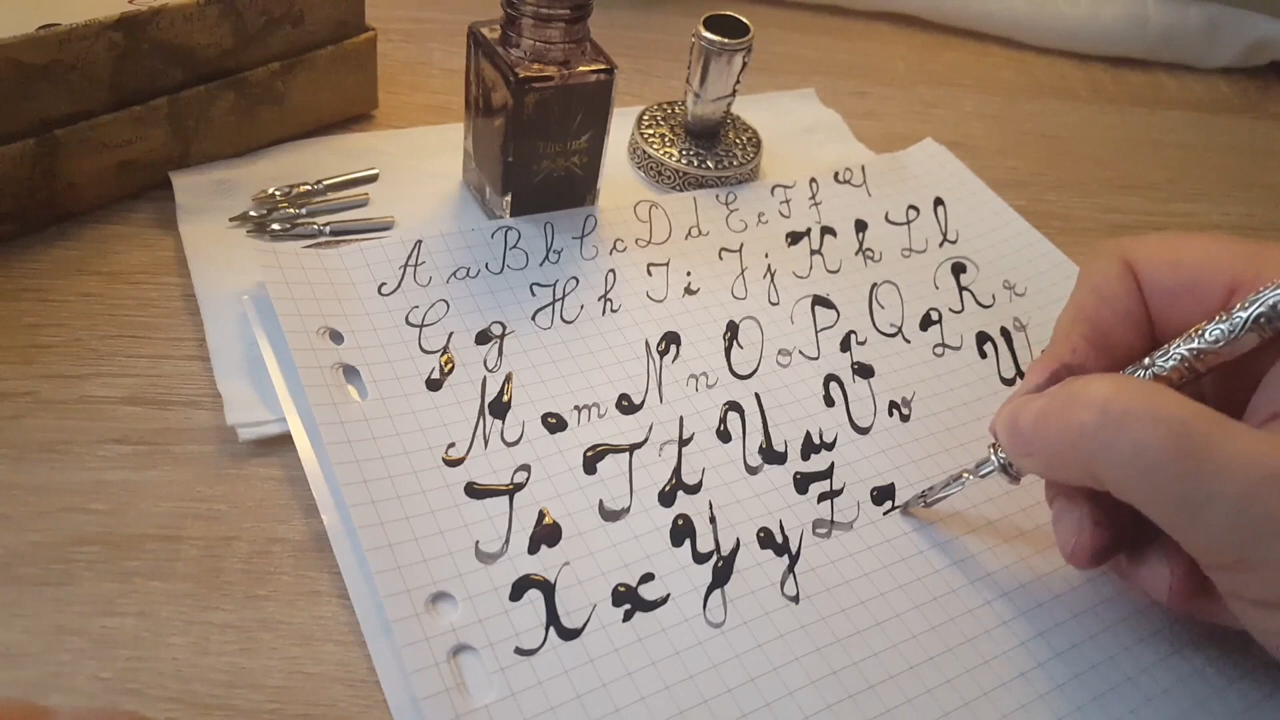 The Ink
A a B b C c D d E e F f
G g H h I i J j K k L l
M m N n O o P p Q q R r
S s T t U u V v W
X x Y y Z z